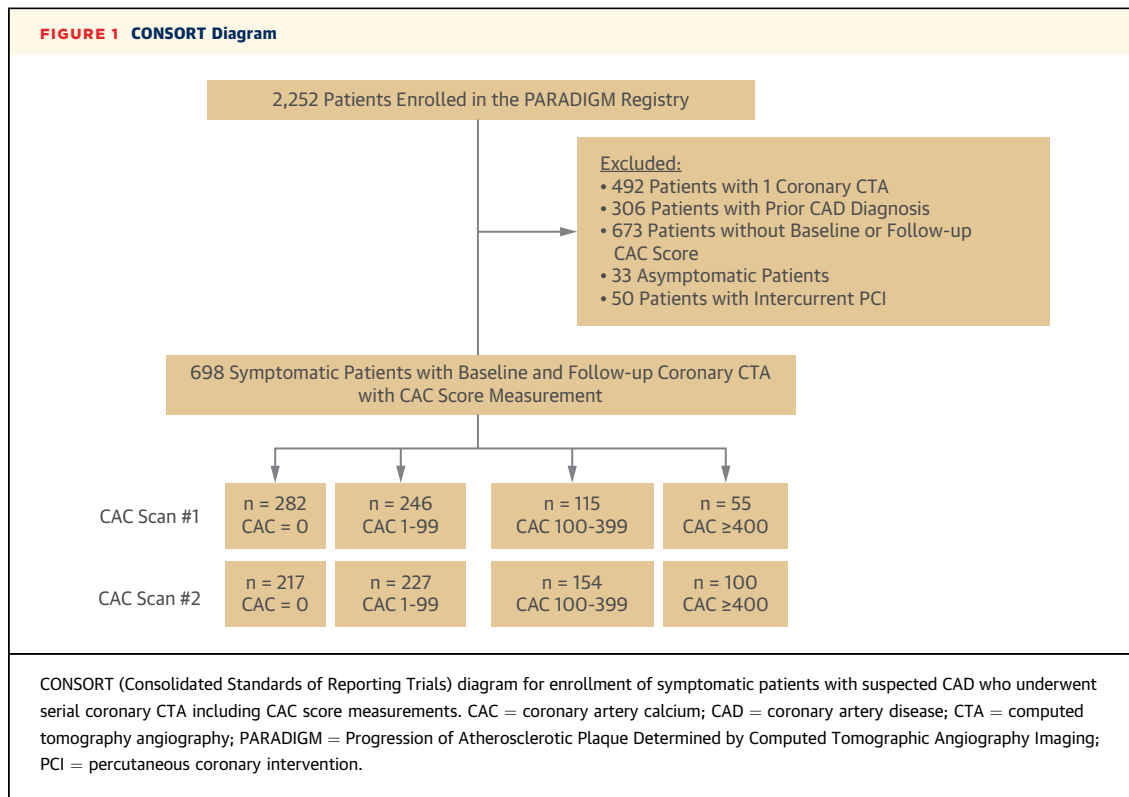 FIGURE 1 CONSORT Diagram
2,252 Patients Enrolled in the PARADIGM Registry
Excluded:
• 492 Patients with 1 Coronary CTA
• 306 Patients with Prior CAD Diagnosis
• 673 Patients without Baseline or Follow-up
CAC Score
• 33 Asymptomatic Patients
• 50 Patients with Intercurrent PCI
698 Symptomatic Patients with Baseline and Follow-up Coronary CTA
with CAC Score Measurement
CAC Scan #1
n = 282
CAC = 0
n = 246
CAC 1-99
n = 115
CAC 100-399
n = 55
CAC ≥400
CAC Scan #2
n = 217
CAC = 0
n = 227
CAC 1-99
n = 154
CAC 100-399
n = 100
CAC ≥400
CONSORT (Consolidated Standards of Reporting Trials) diagram for enrollment of symptomatic patients with suspected CAD who underwent
serial coronary CTA including CAC score measurements. CAC = coronary artery calcium; CAD = coronary artery disease; CTA = computed
tomography angiography; PARADIGM = Progression of Atherosclerotic Plaque Determined by Computed Tomographic Angiography Imaging;
PCI = percutaneous coronary intervention.